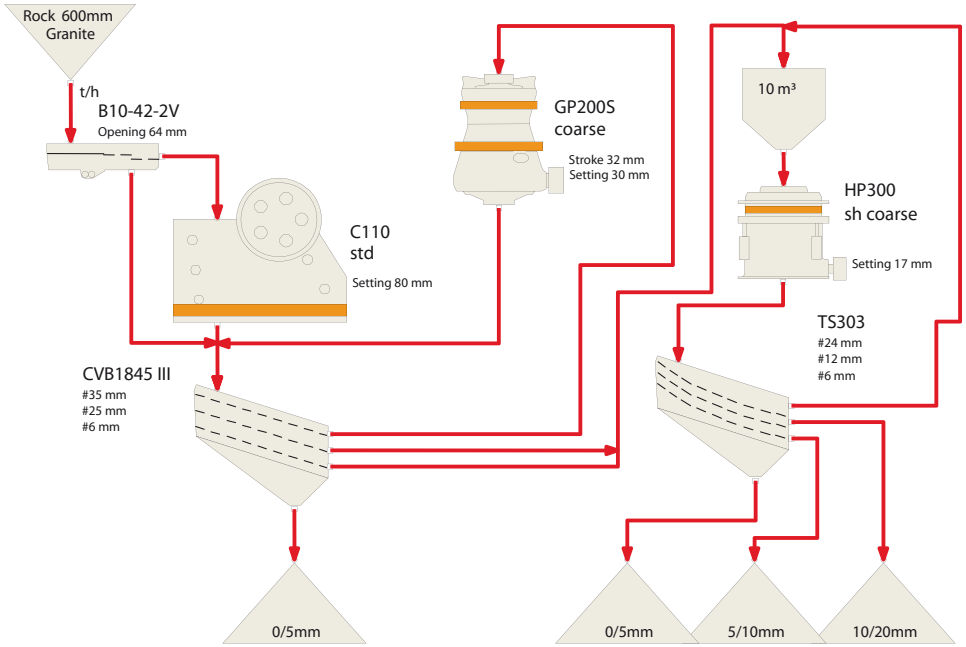 Rock 600mm
Granite
t/h
B10-42-2V
Opening 64 mm
C110
std
Setting 80 mm
GP200S
coarse
Stroke 32 mm
Setting 30 mm
10 m³
HP300
sh coarse
Setting 17 mm
CVB1845 III
#35 mm
#25 mm
#6 mm
TS303
#24 mm
#12 mm
#6 mm
0/5mm
0/5mm
5/10mm
10/20mm